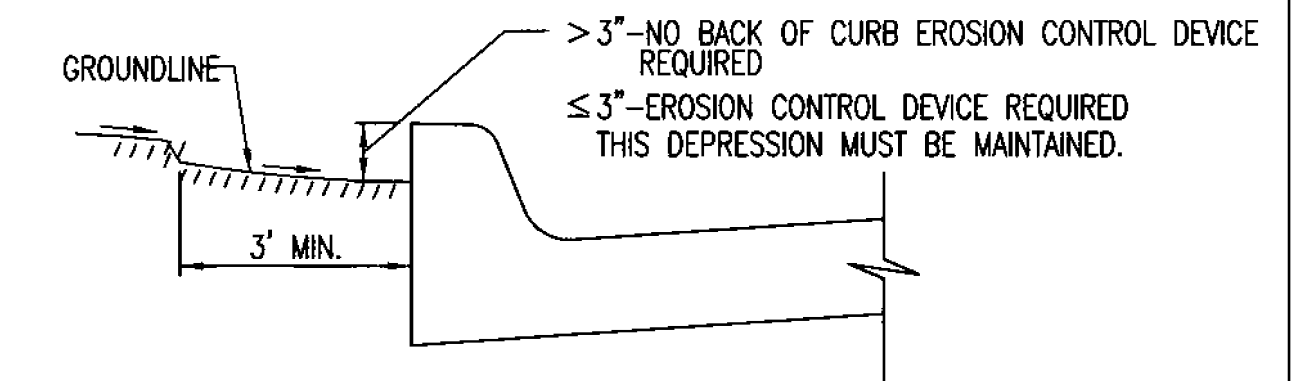 >3"-NO BACK OF CURB EROSION CONTROL DEVICE
REQUIRED
≤3"-EROSION CONTROL DEVICE REQUIRED
THIS DEPRESSION MUST BE MAINTAINED.
GROUNDLINE
3' MIN.